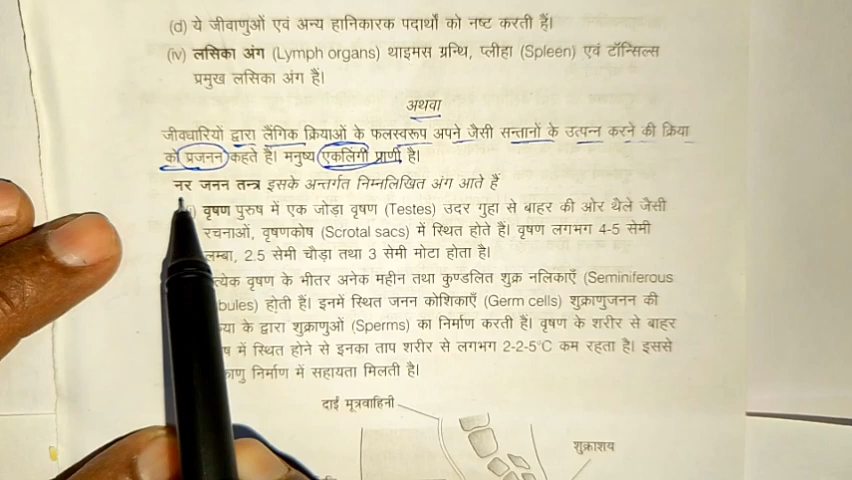 (d) ये जीवाणुओं एवं अन्य हानिकारक पदार्थों को नष्ट करती हैं।
(iv) लसिका अंग (Lymph organs) थाइमस ग्रन्थि, प्लीहा (Spleen) एवं टॉन्सिल्स
प्रमुख लसिका अंग हैं।
अथवा
जीवधारियों द्वारा लैंगिक क्रियाओं के फलस्वरूप अपने जैसी सन्तानों के उत्पन्न करने की क्रिया
को प्रजनन कहते हैं। मनुष्य एकलिंगी प्राणी है।
नर जनन तन्त्र इसके अन्तर्गत निम्नलिखित अंग आते हैं
वृषण पुरुष में एक जोड़ा वृषण (Testes) उदर गुहा से बाहर की ओर थैले जैसी
रचनाओं, वृषणकोष (Scrotal sacs) में स्थित होते हैं। वृषण लगभग 4-5 सेमी
लम्बा, 2.5 सेमी चौड़ा तथा 3 सेमी मोटा होता है।
के भीतर अनेक महीन तथा कुण्डलित शुक्र नलिकाएँ (Seminiferous
होती हैं। इनमें स्थित जनन कोशिकाएँ (Germ cells) शुक्राणुजनन की
के द्वारा शुक्राणुओं (Sperms) का निर्माण करती हैं। वृषण के शरीर से बाहर
में स्थित होने से इनका ताप शरीर से लगभग 2-2-5°C कम रहता है। इससे
निर्माण में सहायता मिलती है।
दाईं मूत्रवाहिनी
शुक्राशय